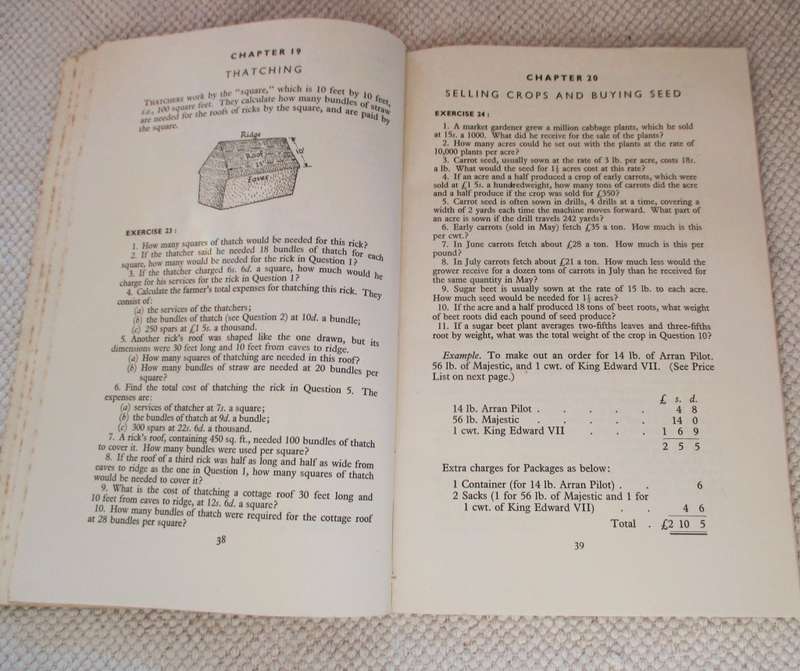 CHAPTER 19
THATCHING
THATCHERS work by the "square," which is 10 feet by 10 feet,
i.e., 100 square feet. They calculate how many bundles of straw
are needed for the roofs of ricks by the square, and are paid by
the square.
Ridge
Roof
Eaves
EXERCISE 23:
1. How many squares of thatch would be needed for this rick?
2. If the thatcher said he needed 18 bundles of thatch for each
square, how many would be needed for the rick in Question 1?
3. If the thatcher charged 6s. 6d. a square, how much would he
charge for his services for the rick in Question 1?
4. Calculate the farmer's total expenses for thatching this rick. They
consist of:
(a) the services of the thatchers;
(b) the bundles of thatch (see Question 2) at 10d. a bundle;
(c) 250 spars at £1 5s. a thousand.
5. Another rick's roof was shaped like the one drawn, but its
dimensions were 30 feet long and 10 feet from eaves to ridge.
(a) How many squares of thatching are needed in this roof?
(b) How many bundles of straw are needed at 20 bundles per
square?
6. Find the total cost of thatching the rick in Question 5. The
expenses are:
(a) services of thatcher at 7s. a square;
(b) the bundles of thatch at 9d. a bundle;
(c) 300 spars at 22s. 6d. a thousand.
7. A rick's roof, containing 450 sq. ft., needed 100 bundles of thatch
to cover it. How many bundles were used per square?
8. If the roof of a third rick was half as long and half as wide from
eaves to ridge as the one in Question 1, how many squares of thatch
would be needed to cover it?
9. What is the cost of thatching a cottage roof 30 feet long and
10 feet from eaves to ridge, at 12s. 6d. a square?
10. How many bundles of thatch were required for the cottage roof
at 28 bundles per square?
38
CHAPTER 20
SELLING CROPS AND BUYING SEED
EXERCISE 24:
1. A market gardener grew a million cabbage plants, which he sold
at 15s. a 1000. What did he receive for the sale of the plants?
2. How many acres could be set out with the plants at the rate of
10,000 plants per acre?
3. Carrot seed, usually sown at the rate of 3 lb. per acre, costs 18s.
a lb. What would the seed for 1½ acres cost at this rate?
4. If an acre and a half produced a crop of early carrots, which were
sold at £1 5s. a hundredweight, how many tons of carrots did the acre
and a half produce if the crop was sold for £350?
5. Carrot seed is often sown in drills, 4 drills at a time, covering a
width of 2 yards each time the machine moves forward. What part of
an acre is sown if the drill travels 242 yards?
6. Early carrots (sold in May) fetch £35 a ton. How much is this
per cwt.?
7. In June carrots fetch about £28 a ton. How much is this per
pound?
8. In July carrots fetch about £21 a ton. How much less would the
grower receive for a dozen tons of carrots in July than he received for
the same quantity in May?
9. Sugar beet is usually sown at the rate of 15 lb. to each acre.
How much seed would be needed for 1½ acres?
10. If the acre and a half produced 18 tons of beet roots, what weight
of beet roots did each pound of seed produce?
11. If a sugar beet plant averages two-fifths leaves and three-fifths
root by weight, what was the total weight of the crop in Question 10?
Example. To make out an order for 14 lb. of Arran Pilot.
56 lb. of Majestic, and 1 cwt. of King Edward VII. (See Price
List on next page.)
£ s. d.
14 lb. Arran Pilot . . . . . 4 8
56 lb. Majestic . . . . . 14 0
1 cwt. King Edward VII . . . 1 6 9
2 5 5
Extra charges for Packages as below:
1 Container (for 14 lb. Arran Pilot) . . 6
2 Sacks (1 for 56 lb. of Majestic and 1 for
1 cwt. of King Edward VII) . . 4 6
Total . £2 10 5
39